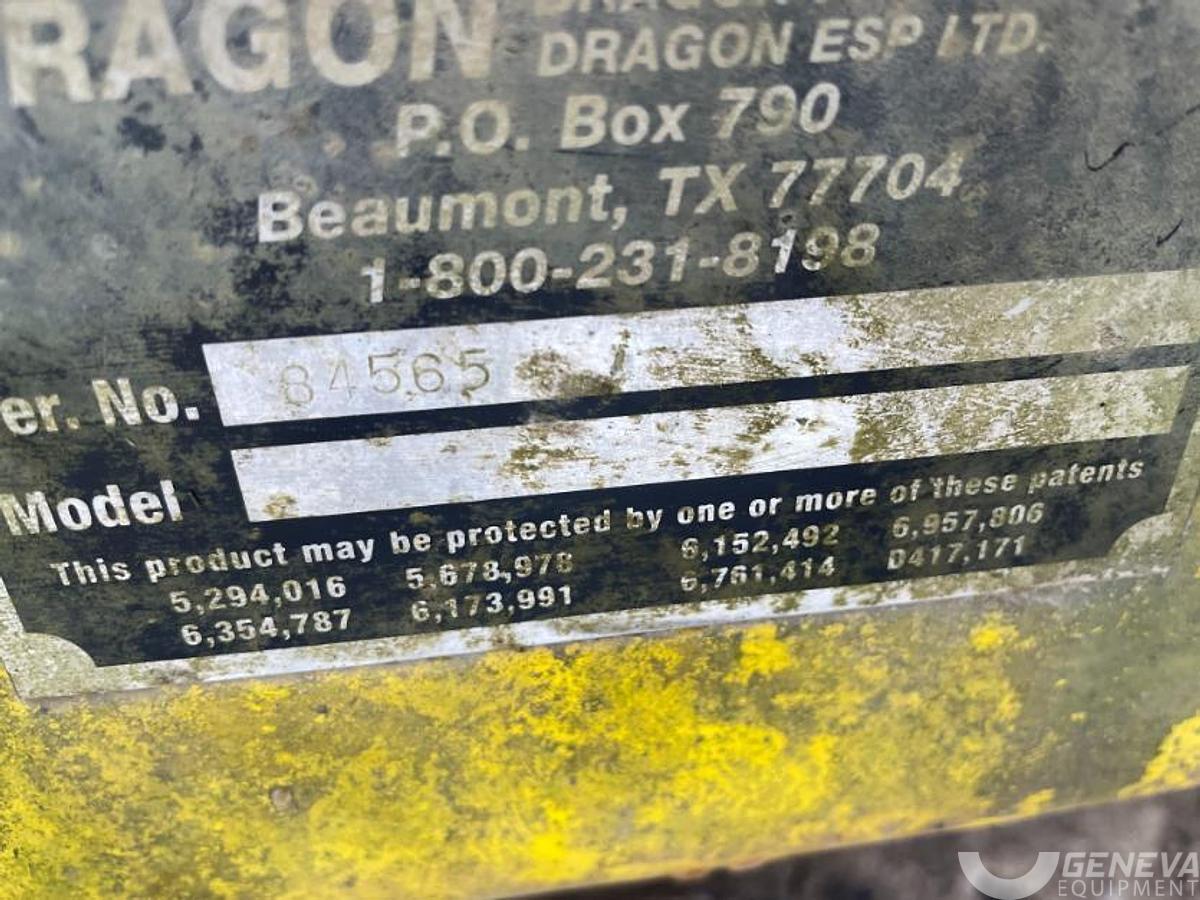 RAGON
DRAGON ESP LTD.
P.O. Box 790
Beaumont, TX 77704
1-800-231-8198
er. No. 84565
Model
This product may be protected by one or more of these patents
5,294,016 5,678,978 6,152,492 6,957,806
6,354,787 6,173,991 6,761,414 D417,171
GENEVA
EQUIPMENT